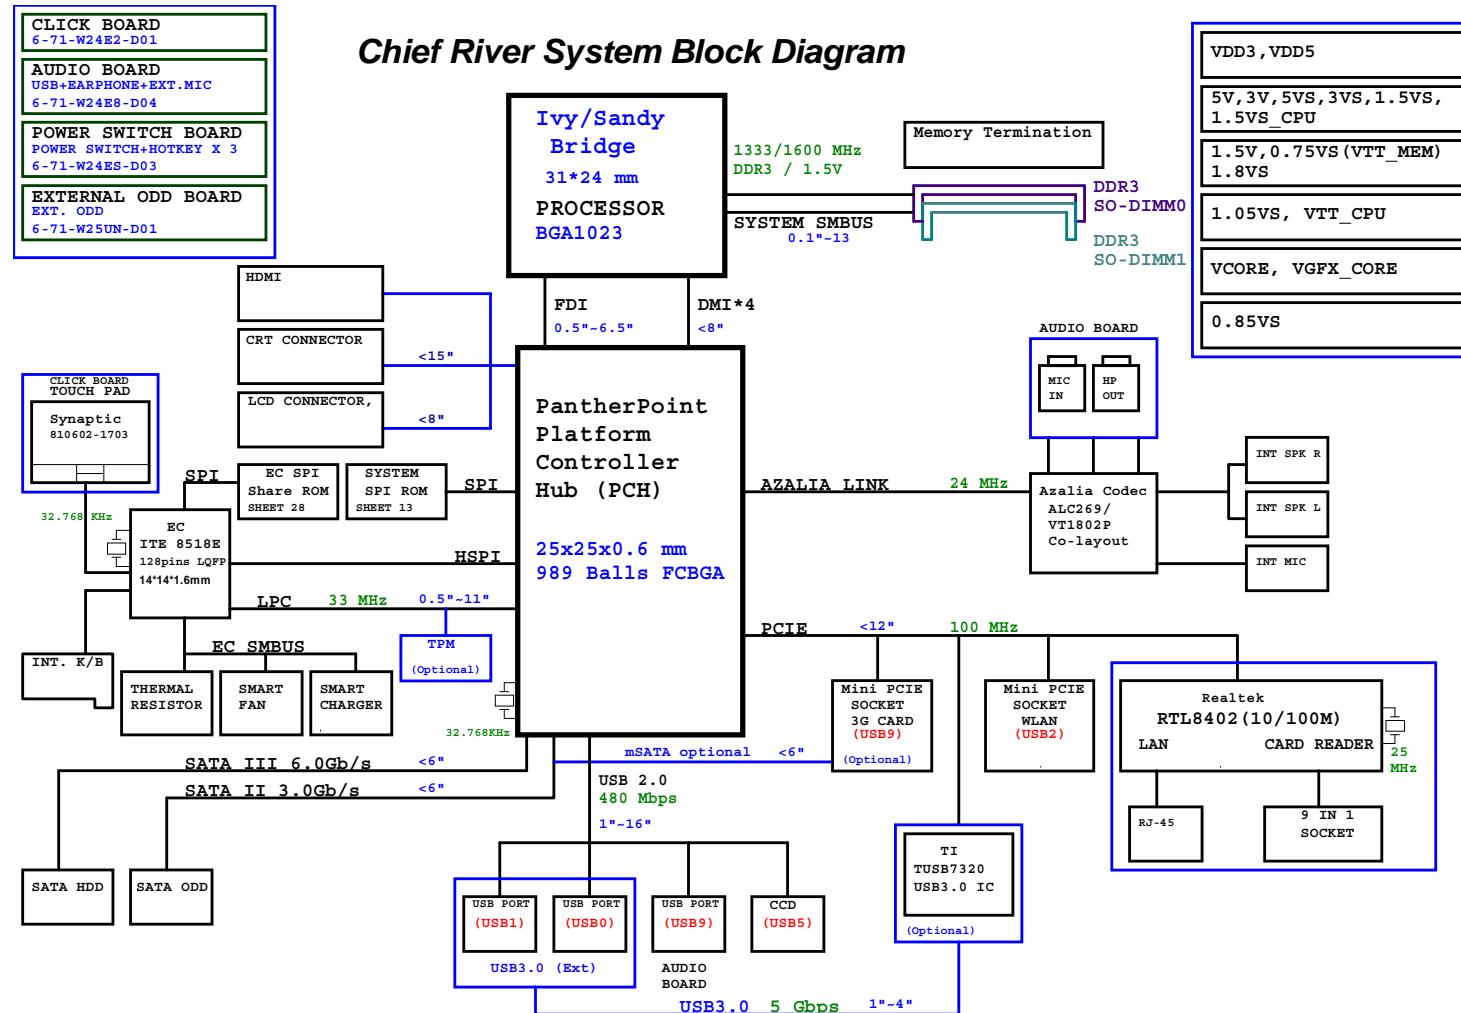 Chief River System Block Diagram
CLICK BOARD
6-71-W24E2-D01
AUDIO BOARD
USB+EARPHONE+EXT.MIC
6-71-W24E8-D04
POWER SWITCH BOARD
POWER SWITCH+HOTKEY X 3
6-71-W24ES-D03
EXTERNAL ODD BOARD
EXT. ODD
6-71-W25UN-D01
Ivy/Sandy
Bridge
31*24 mm
PROCESSOR
BGA1023
1333/1600 MHz
DDR3 / 1.5V
SYSTEM SMBUS
0.1"~13
Memory Termination
DDR3
SO-DIMM0
DDR3
SO-DIMM1
VDD3,VDD5
5V,3V,5VS,3VS,1.5VS,
1.5VS_CPU
1.5V,0.75VS(VTT_MEM)
1.8VS
1.05VS, VTT_CPU
VCORE, VGFX_CORE
0.85VS
FDI
0.5"~6.5"
DMI*4
<8"
HDMI
CRT CONNECTOR
<15"
LCD CONNECTOR,
<8"
CLICK BOARD
TOUCH PAD
Synaptic
810602-1703
SPI
EC SPI
Share ROM
SHEET 28
SYSTEM
SPI ROM
SHEET 13
SPI
32.768 KHz
EC
ITE 8518E
128pins LQFP
14*14*1.6mm
HSPI
LPC
33 MHz
0.5"~11"
TPM
(Optional)
EC SMBUS
INT. K/B
THERMAL
RESISTOR
SMART
FAN
SMART
CHARGER
32.768KHz
PantherPoint
Platform
Controller
Hub (PCH)
25x25x0.6 mm
989 Balls FCBGA
AZALIA LINK
24 MHz
AUDIO BOARD
MIC
IN
HP
OUT
Azalia Codec
ALC269/
VT1802P
Co-layout
INT SPK R
INT SPK L
INT MIC
PCIE
<12"
100 MHz
Mini PCIE
SOCKET
3G CARD
(USB9)
(Optional)
Mini PCIE
SOCKET
WLAN
(USB2)
Realtek
RTL8402(10/100M)
LAN
CARD READER
25
MHz
RJ-45
9 IN 1
SOCKET
SATA III 6.0Gb/s
<6"
SATA II 3.0Gb/s
<6"
mSATA optional
<6"
USB 2.0
480 Mbps
1"~16"
SATA HDD
SATA ODD
USB PORT
(USB1)
USB PORT
(USB0)
USB3.0 (Ext)
USB PORT
(USB9)
AUDIO
BOARD
CCD
(USB5)
TI
TUSB7320
USB3.0 IC
(Optional)
USB3.0
5 Gbps
1"~4"